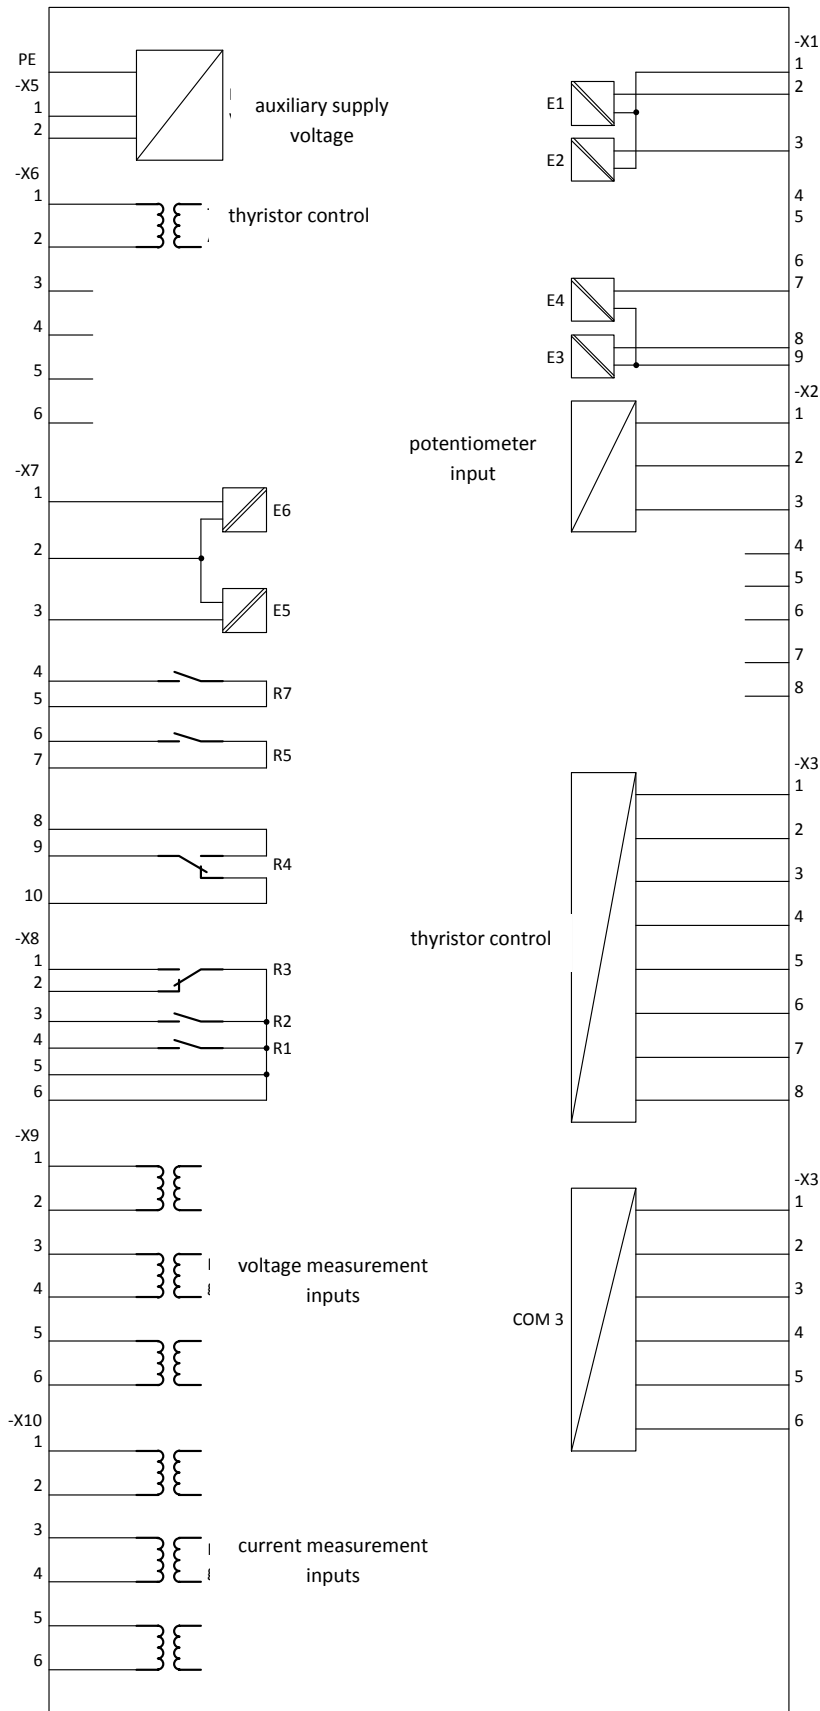 PE
-X5
1
2
auxiliary supply
voltage
-X6
1
2
3
4
5
6
thyristor control
-X7
1
2
3
4
5
6
7
8
9
10
E6
E5
R7
R5
R4
-X8
1
2
3
4
5
6
R3
R2
R1
-X9
1
2
3
4
5
6
voltage measurement
inputs
-X10
1
2
3
4
5
6
current measurement
inputs
-X1
1
2
3
4
5
6
7
8
9
E1
E2
E4
E3
-X2
1
2
3
4
5
6
7
8
potentiometer
input
-X3
1
2
3
4
5
6
7
8
thyristor control
-X3
1
2
3
4
5
6
COM 3